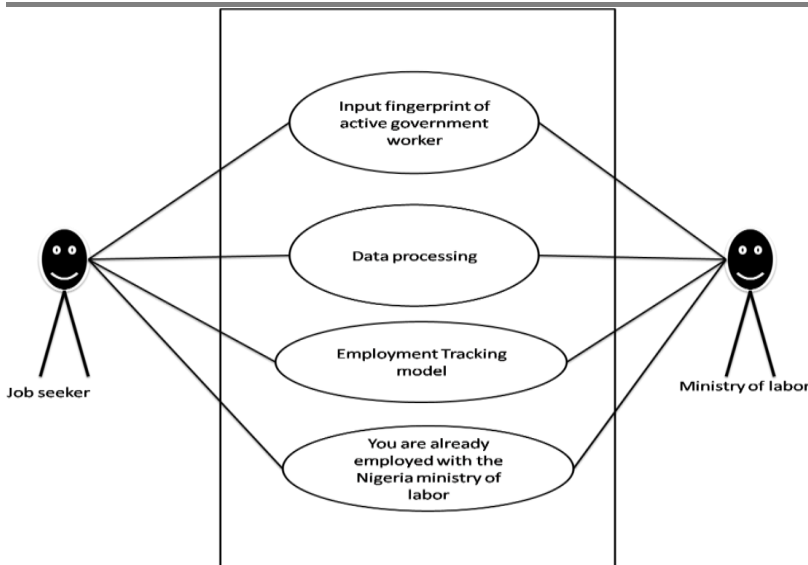 Input fingerprint of
active government
worker
Data processing
Employment Tracking
model
Job seeker
Ministry of labor
You are already
employed with the
Nigeria ministry of
labor